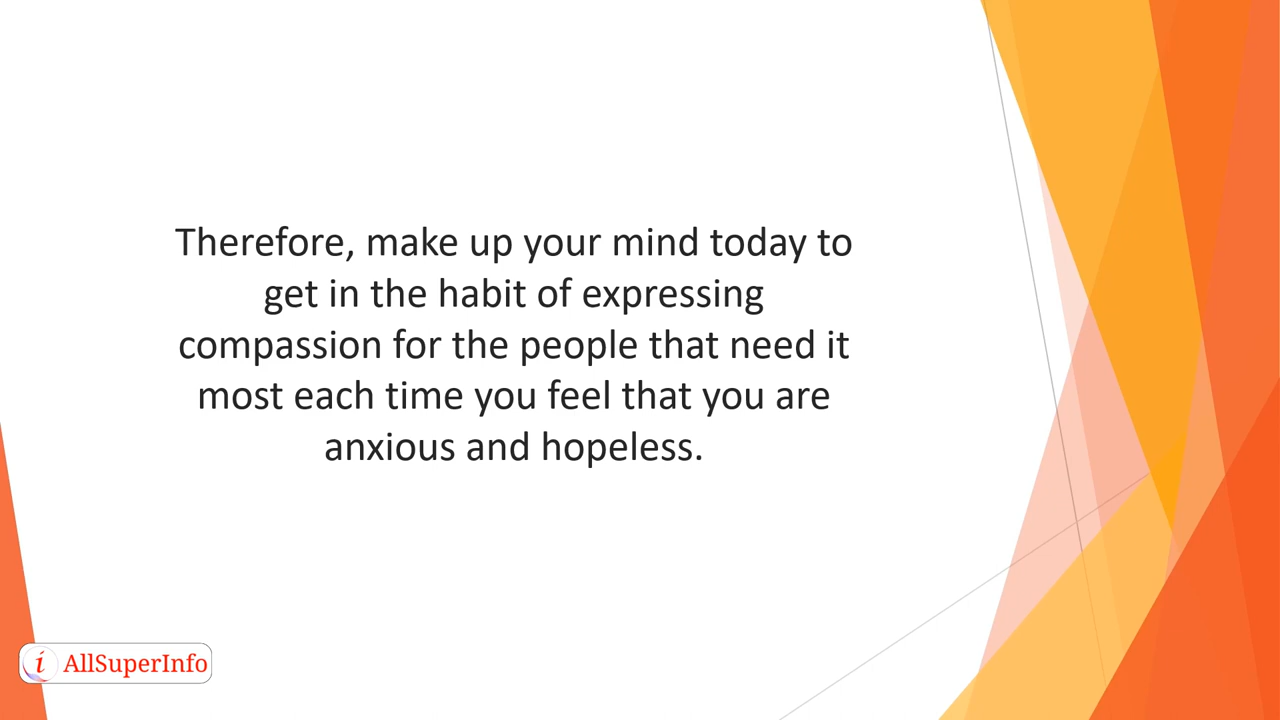 Therefore, make up your mind today to
get in the habit of expressing
compassion for the people that need it
most each time you feel that you are
anxious and hopeless.
i AllSuperInfo